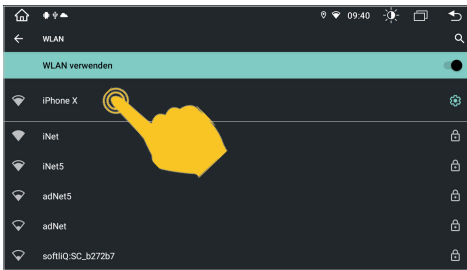 09:40
WLAN
WLAN verwenden
iPhone X
iNet
iNet5
adNet5
adNet
softliQ:SC_b272b7